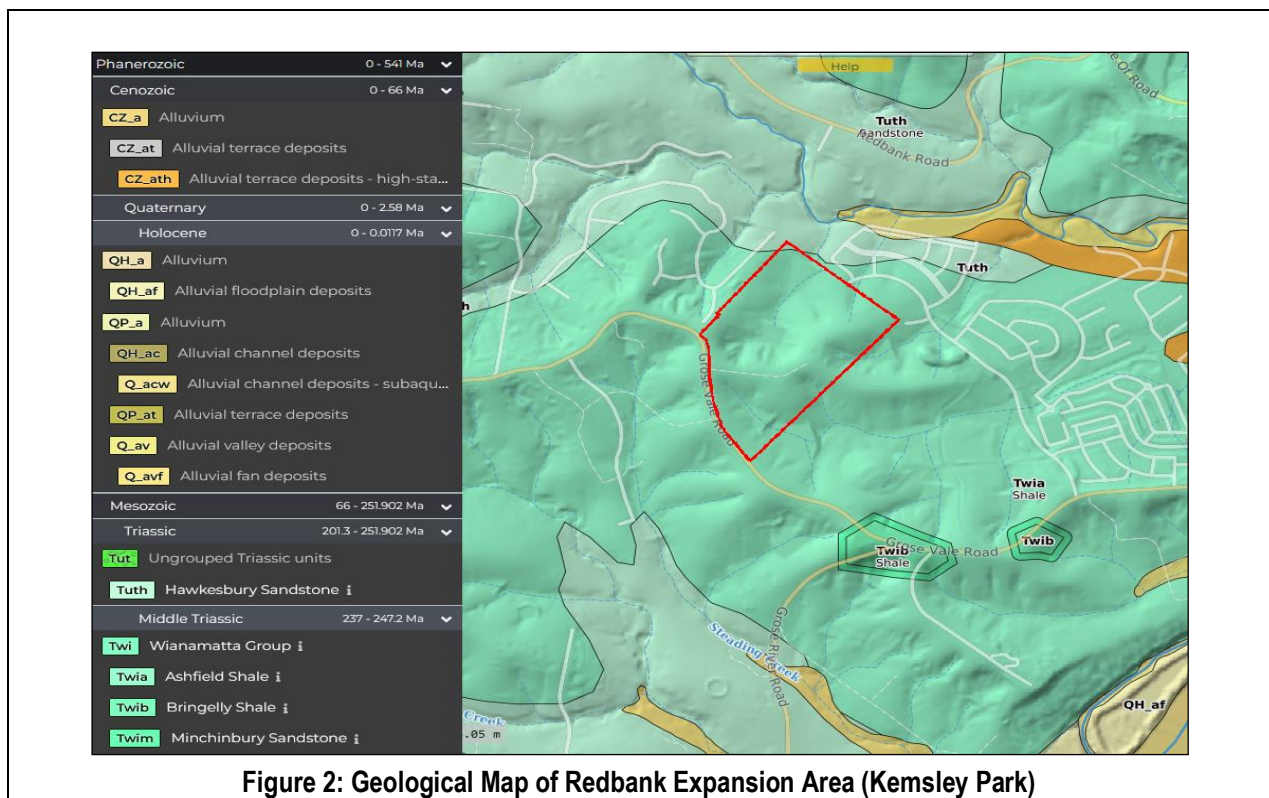 Phanerozoic 0 - 541 Ma
Cenozoic 0 - 66 Ma
CZ_a Alluvium
CZ_at Alluvial terrace deposits
CZ_ath Alluvial terrace deposits - high-sta...
Quaternary 0 - 2.58 Ma
Holocene 0 - 0.0117 Ma
QH_a Alluvium
QH_af Alluvial floodplain deposits
QP_a Alluvium
QH_ac Alluvial channel deposits
Q_acw Alluvial channel deposits - subaqu...
QP_at Alluvial terrace deposits
Q_av Alluvial valley deposits
Q_avf Alluvial fan deposits
Mesozoic 66 - 251.902 Ma
Triassic 201.3 - 251.902 Ma
Tut Ungrouped Triassic units
Tuth Hawkesbury Sandstone i
Middle Triassic 237 - 247.2 Ma
Twi Wianamatta Group i
Twia Ashfield Shale i
Twib Bringelly Shale i
Twim Minchinbury Sandstone i
Help
Of Road
Tuth
Sandstone
Redbank Road
Tuth
h
Grose Vale Road
Twia
Shale
Twib
Shale
Grose Vale Road
Twib
Grose River Road
Steading Creek
QH_af
Creek
.05 m
Figure 2: Geological Map of Redbank Expansion Area (Kemsley Park)